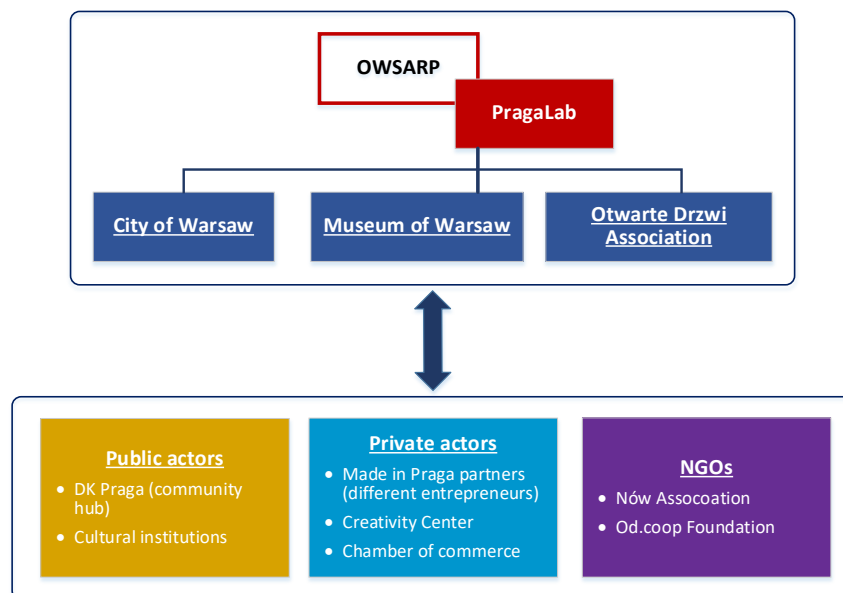 OWSARP
PragaLab
City of Warsaw
Museum of Warsaw
Otwarte Drzwi
Association
Public actors
• DK Praga (community
hub)
• Cultural institutions
Private actors
• Made in Praga partners
(different entrepreneurs)
• Creativity Center
• Chamber of commerce
NGOs
• Nów Assocoation
• Od.coop Foundation